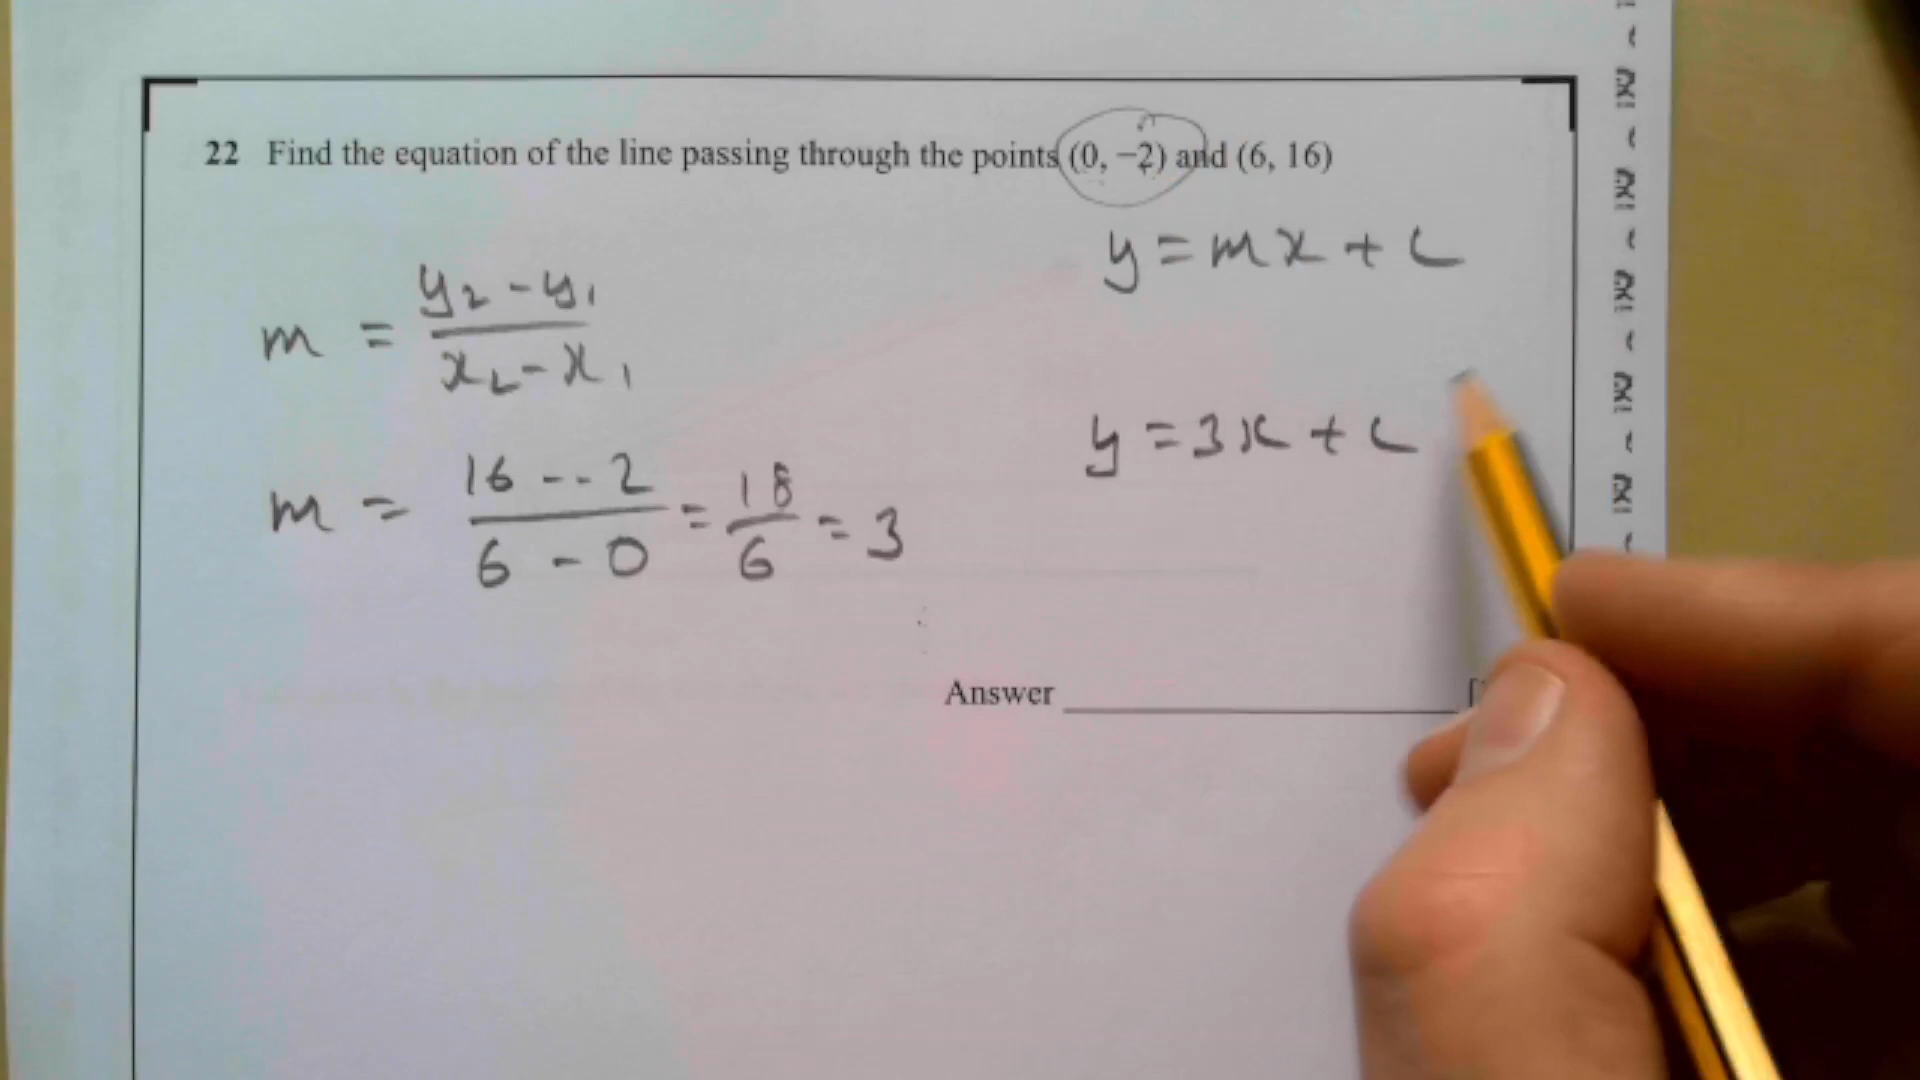 22 Find the equation of the line passing through the points (0, −2) and (6, 16)
y = mx + c
m = y₂ - y₁ / x₂ - x₁
y = 3x + c
m = 16 - - 2 / 6 - 0 = 18 / 6 = 3
Answer